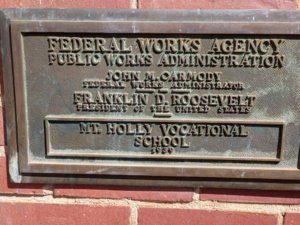 FEDERAL WORKS AGENCY
PUBLIC WORKS ADMINISTRATION
JOHN M. CARMODY
FEDERAL WORKS ADMINISTRATOR
FRANKLIN D. ROOSEVELT
PRESIDENT OF THE UNITED STATES
MT. HOLLY VOCATIONAL
SCHOOL
1939